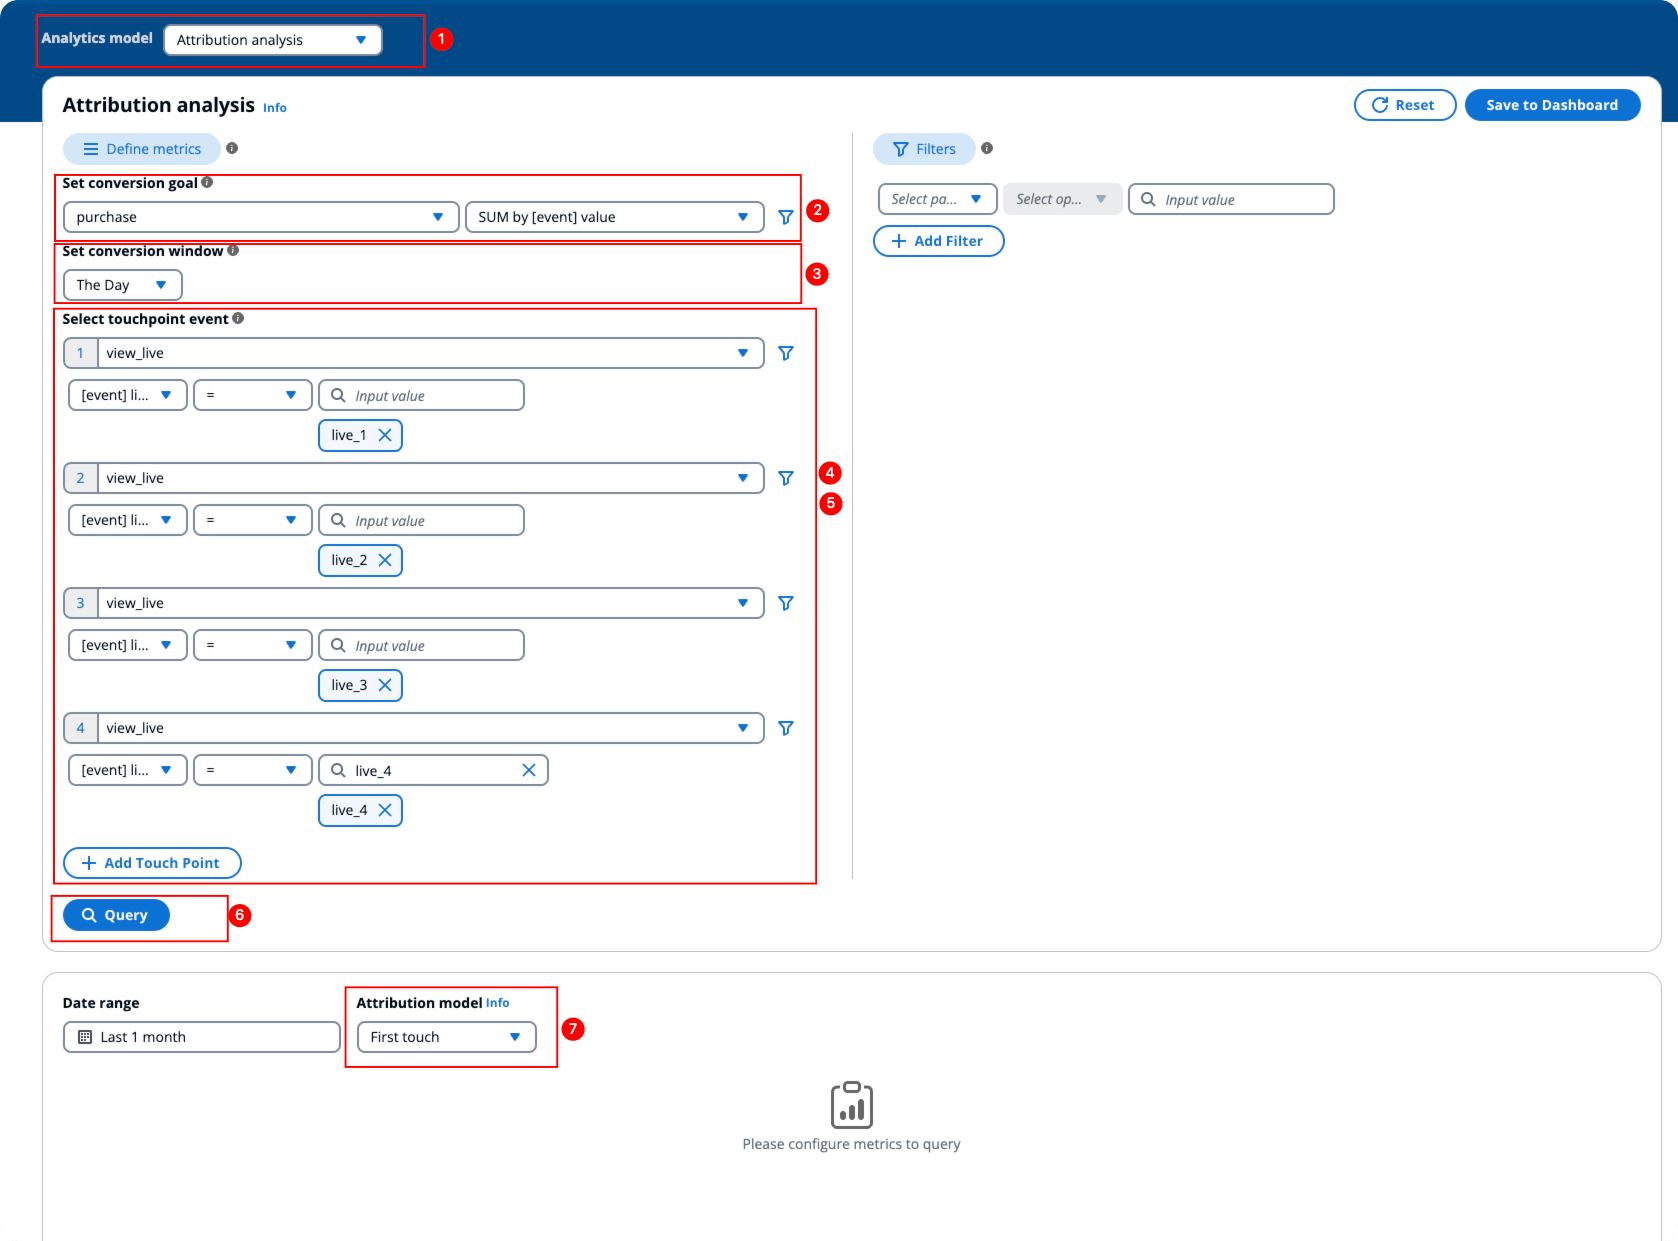 Analytics model Attribution analysis 1
Attribution analysis Info
Reset Save to Dashboard
Define metrics
Set conversion goal
purchase SUM by [event] value 2
Set conversion window
The Day 3
Select touchpoint event
1 view_live
[event] li... = Input value
live_1
2 view_live 4
5
[event] li... = Input value
live_2
3 view_live
[event] li... = Input value
live_3
4 view_live
[event] li... = live_4
live_4
Add Touch Point
Query 6
Filters
Select pa... Select op... Input value
Add Filter
Date range Attribution model Info
Last 1 month First touch 7
Please configure metrics to query